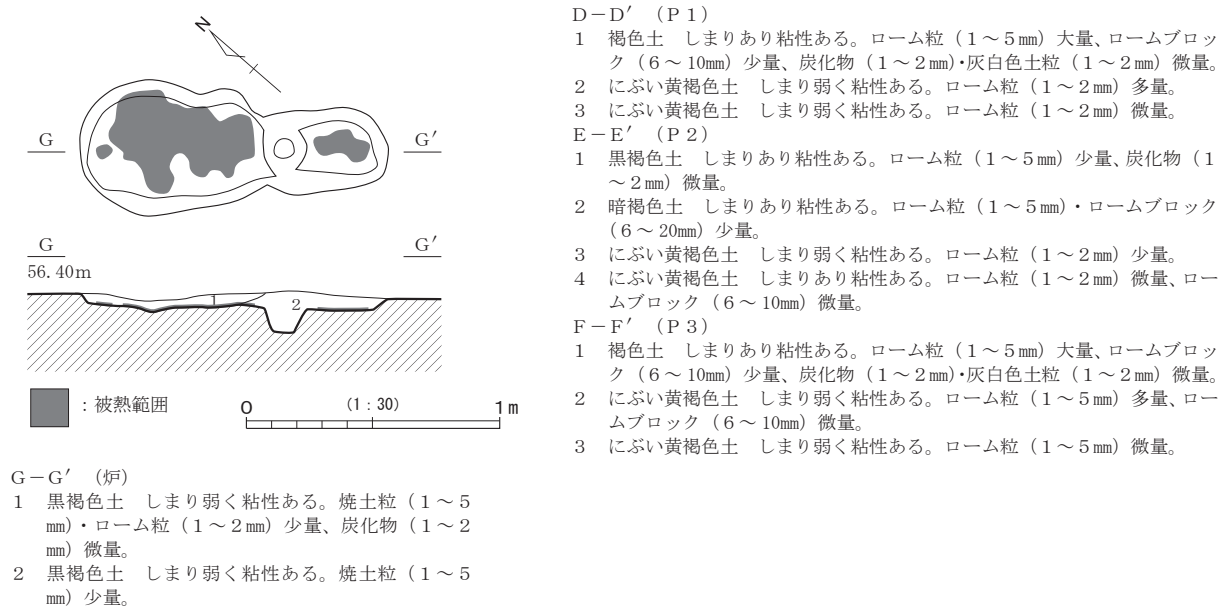 N
G G′
G G′
56.40m
1
2
：被熱範囲
0 (1：30) 1m
G－G′（炉）
1 黒褐色土 しまり弱く粘性ある。焼土粒（1～5
㎜）・ローム粒（1～2㎜）少量、炭化物（1～2
㎜）微量。
2 黒褐色土 しまり弱く粘性ある。焼土粒（1～5
㎜）少量。
D－D′（P1）
1 褐色土 しまりあり粘性ある。ローム粒（1～5㎜）大量、ロームブロッ
ク（6～10㎜）少量、炭化物（1～2㎜）・灰白色土粒（1～2㎜）微量。
2 にぶい黄褐色土 しまり弱く粘性ある。ローム粒（1～2㎜）多量。
3 にぶい黄褐色土 しまり弱く粘性ある。ローム粒（1～2㎜）微量。
E－E′（P2）
1 黒褐色土 しまりあり粘性ある。ローム粒（1～5㎜）少量、炭化物（1
～2㎜）微量。
2 暗褐色土 しまりあり粘性ある。ローム粒（1～5㎜）・ロームブロック
（6～20㎜）少量。
3 にぶい黄褐色土 しまり弱く粘性ある。ローム粒（1～2㎜）少量。
4 にぶい黄褐色土 しまりあり粘性ある。ローム粒（1～2㎜）微量、ロー
ムブロック（6～10㎜）微量。
F－F′（P3）
1 褐色土 しまりあり粘性ある。ローム粒（1～5㎜）大量、ロームブロッ
ク（6～10㎜）少量、炭化物（1～2㎜）・灰白色土粒（1～2㎜）微量。
2 にぶい黄褐色土 しまり弱く粘性ある。ローム粒（1～5㎜）多量、ロー
ムブロック（6～10㎜）微量。
3 にぶい黄褐色土 しまり弱く粘性ある。ローム粒（1～5㎜）微量。